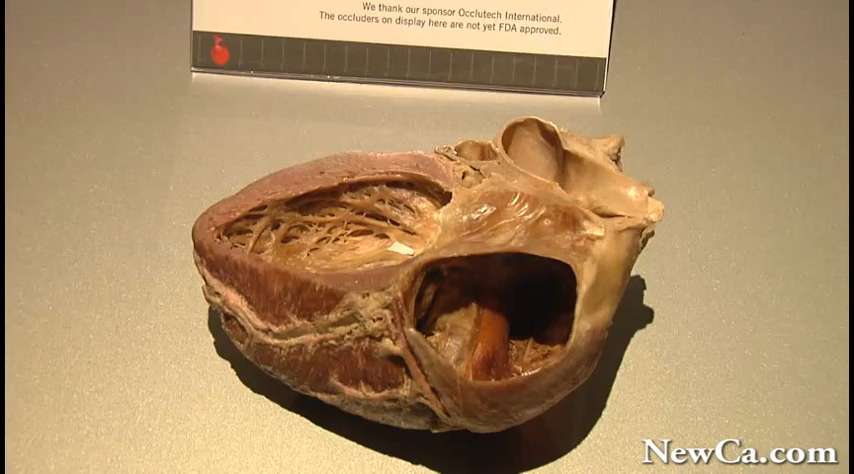 We thank our sponsor Occlutech International.
The occluders on display here are not yet FDA approved.
NewCa.com